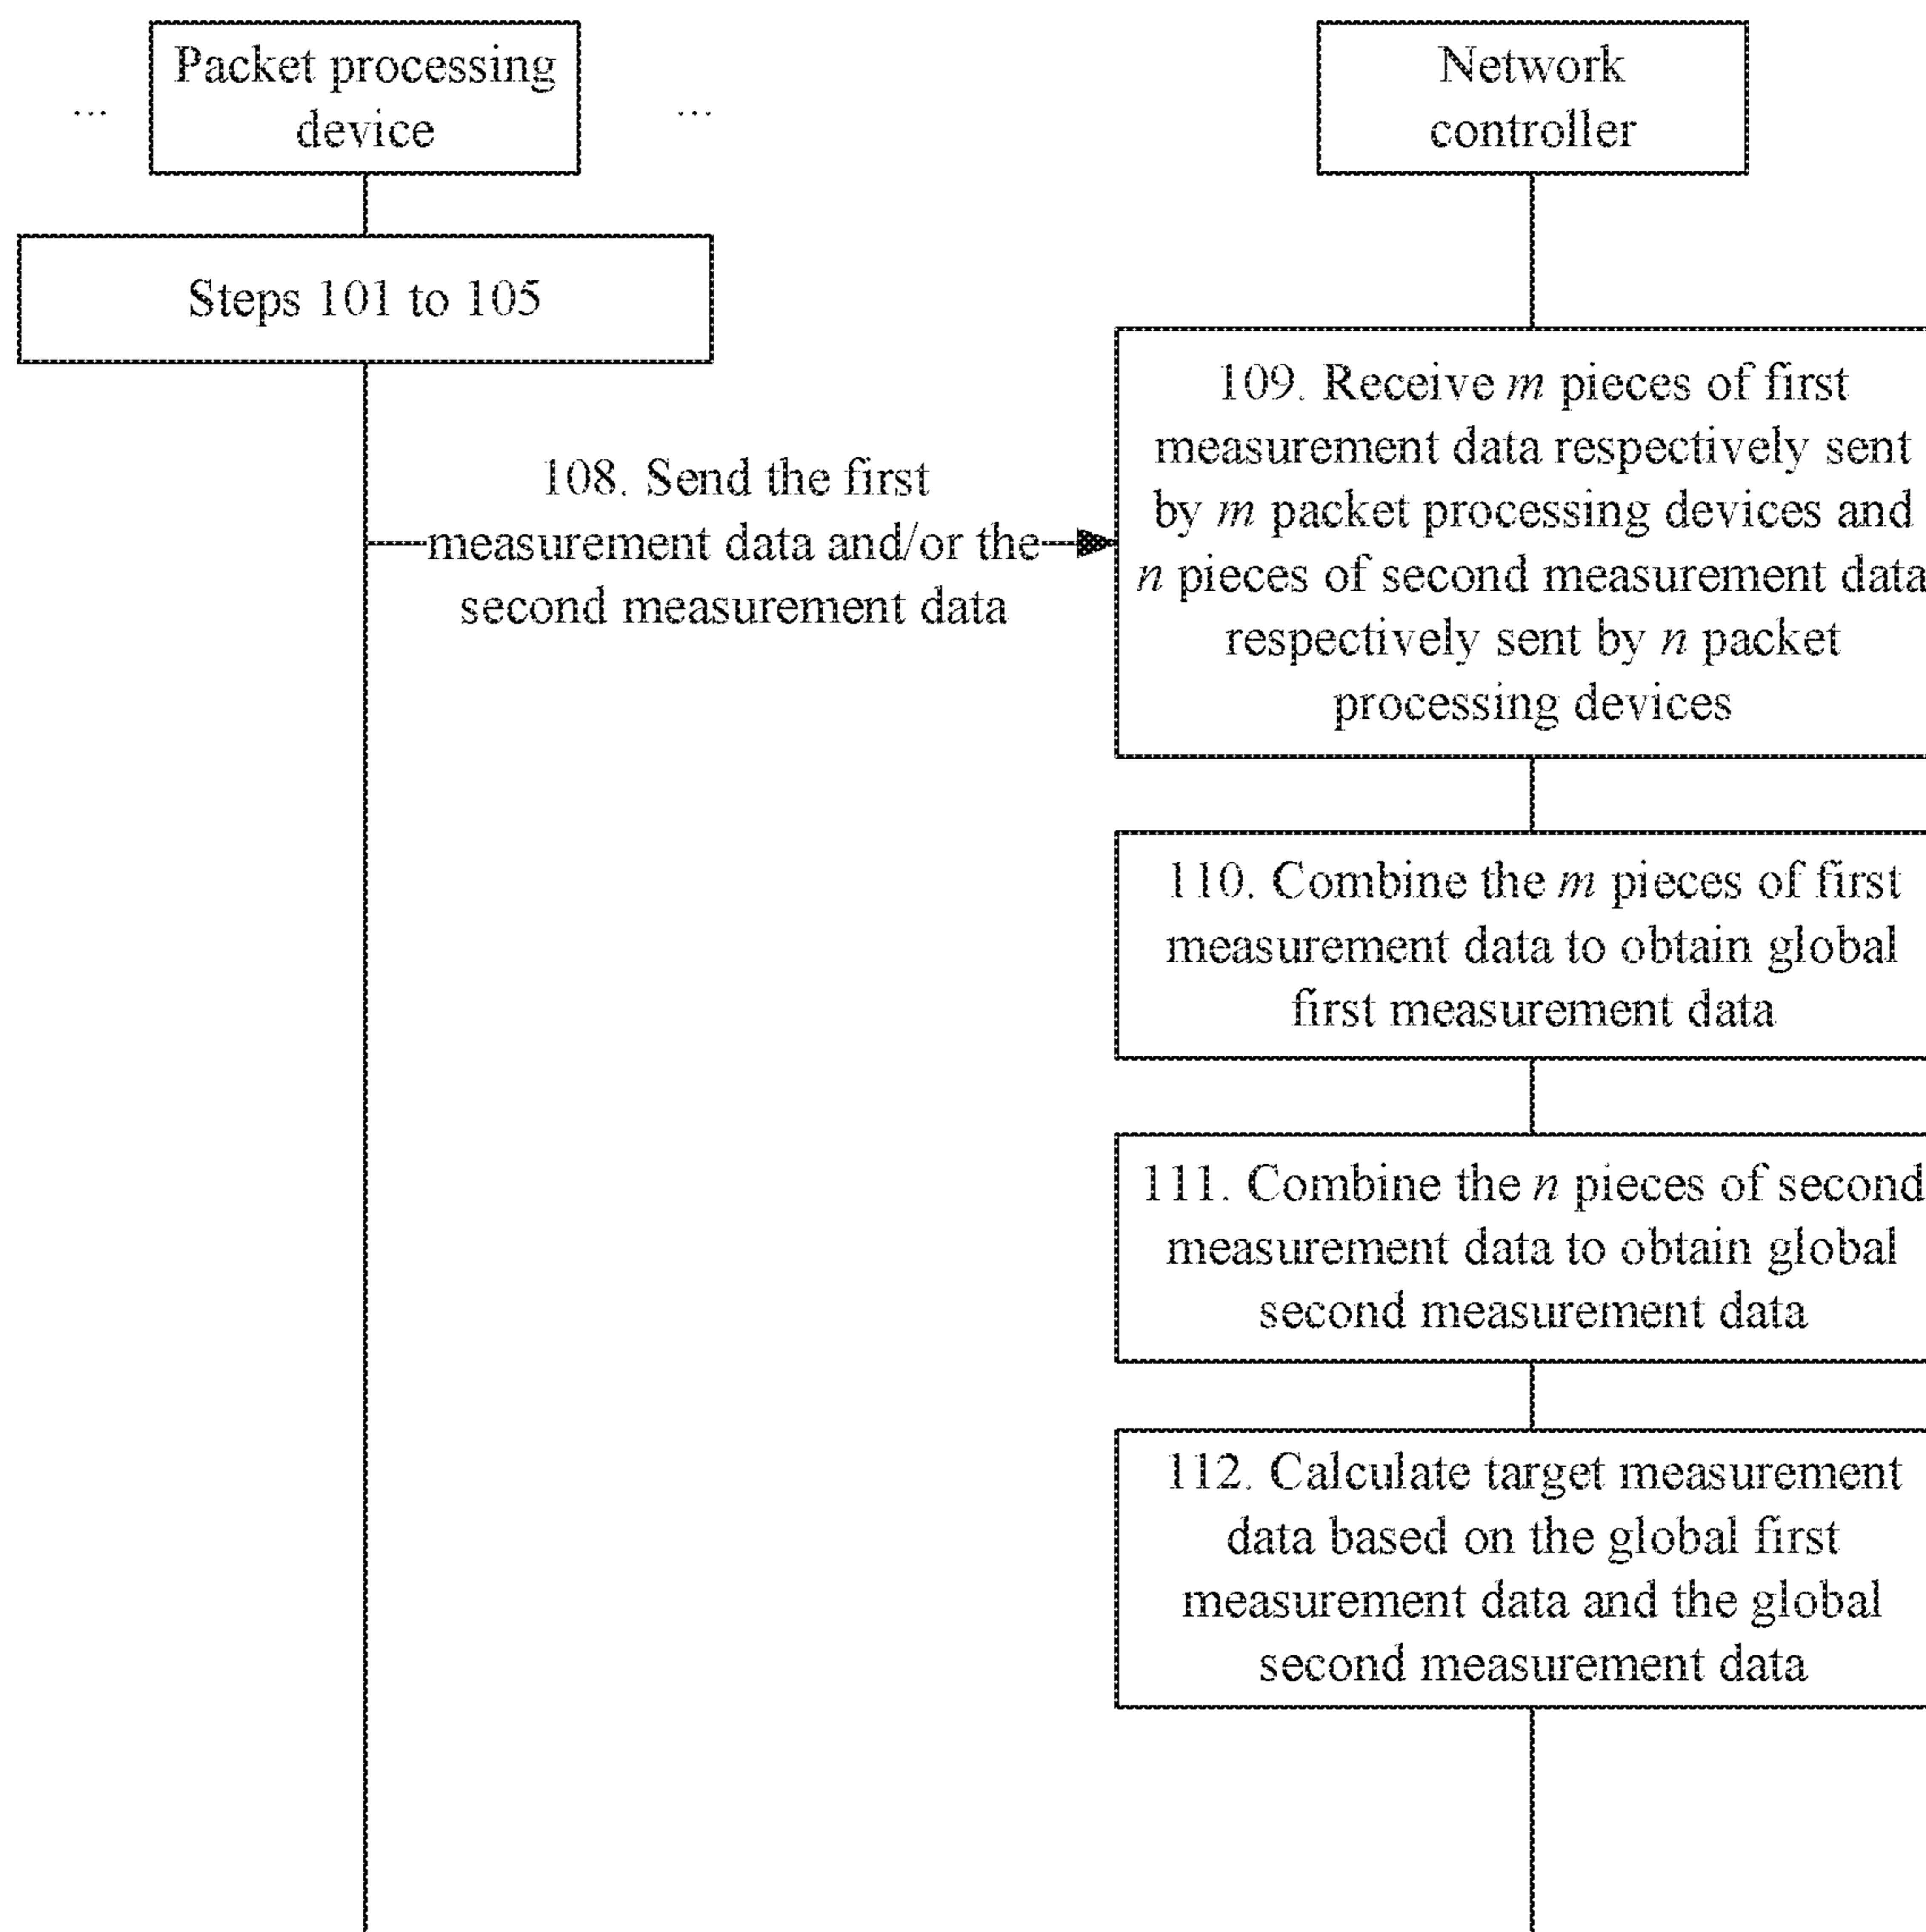 Packet processing
device
...
...
Network
controller
Steps 101 to 105
108. Send the first
measurement data and/or the
second measurement data
109. Receive m pieces of first
measurement data respectively sent
by m packet processing devices and
n pieces of second measurement data
respectively sent by n packet
processing devices
110. Combine the m pieces of first
measurement data to obtain global
first measurement data
111. Combine the n pieces of second
measurement data to obtain global
second measurement data
112. Calculate target measurement
data based on the global first
measurement data and the global
second measurement data